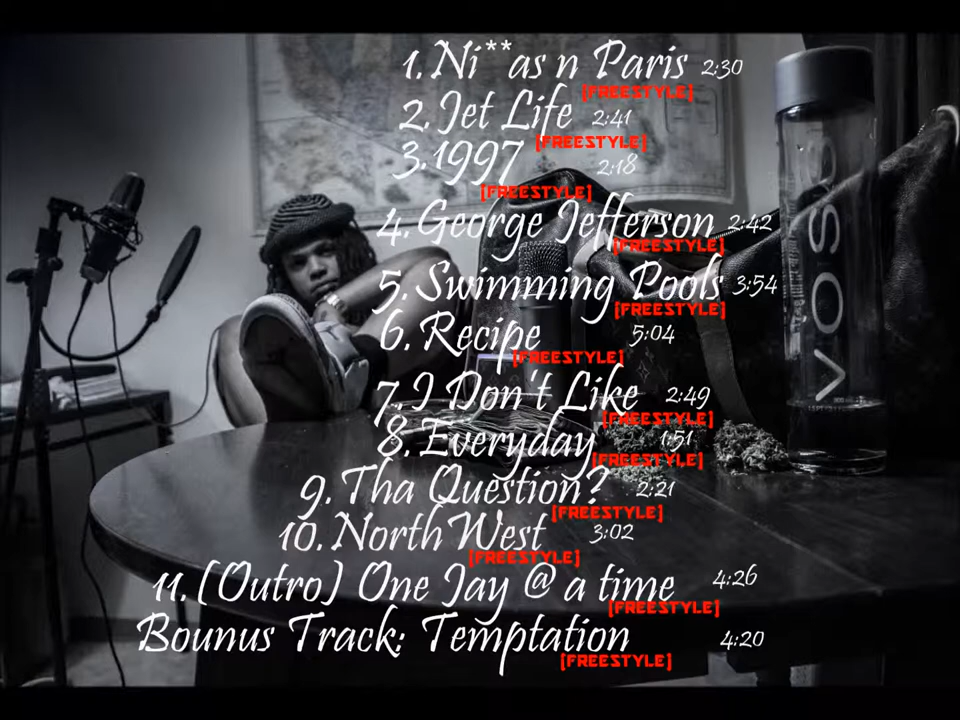 1. Ni**as n Paris 2:30
[FREESTYLE]
2. Jet Life 2:41
[FREESTYLE]
3. 1997 2:18
[FREESTYLE]
4. George Jefferson 2:42
[FREESTYLE]
5. Swimming Pools 3:54
[FREESTYLE]
6. Recipe 5:04
[FREESTYLE]
7. I Don't Like 2:49
[FREESTYLE]
8. Everyday 1:51
[FREESTYLE]
9. Tha Question? 2:21
[FREESTYLE]
10. North West 3:02
[FREESTYLE]
11. (Outro) One Jay @ a time 4:26
[FREESTYLE]
Bounus Track: Temptation 4:20
[FREESTYLE]
VOSS